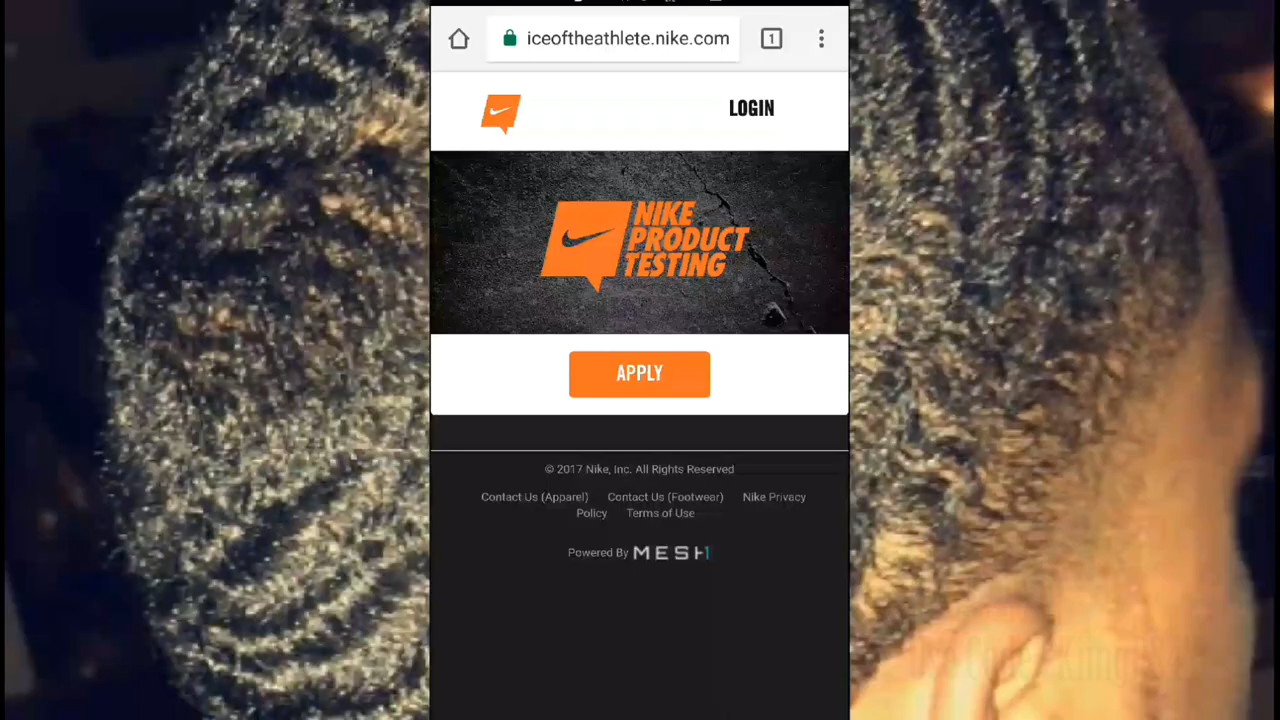 iceoftheathlete.nike.com
1
LOGIN
NIKE
PRODUCT
TESTING
APPLY
© 2017 Nike, Inc. All Rights Reserved
Contact Us (Apparel) Contact Us (Footwear) Nike Privacy
Policy Terms of Use
Powered By MESH1